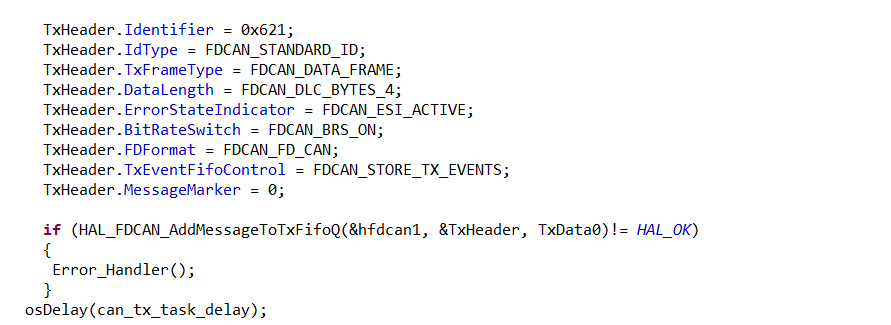 TxHeader.Identifier = 0x621;
TxHeader.IdType = FDCAN_STANDARD_ID;
TxHeader.TxFrameType = FDCAN_DATA_FRAME;
TxHeader.DataLength = FDCAN_DLC_BYTES_4;
TxHeader.ErrorStateIndicator = FDCAN_ESI_ACTIVE;
TxHeader.BitRateSwitch = FDCAN_BRS_ON;
TxHeader.FDFormat = FDCAN_FD_CAN;
TxHeader.TxEventFifoControl = FDCAN_STORE_TX_EVENTS;
TxHeader.MessageMarker = 0;
if (HAL_FDCAN_AddMessageToTxFifoQ(&hfdcan1, &TxHeader, TxData0)!= HAL_OK)
{
Error_Handler();
}
osDelay(can_tx_task_delay);